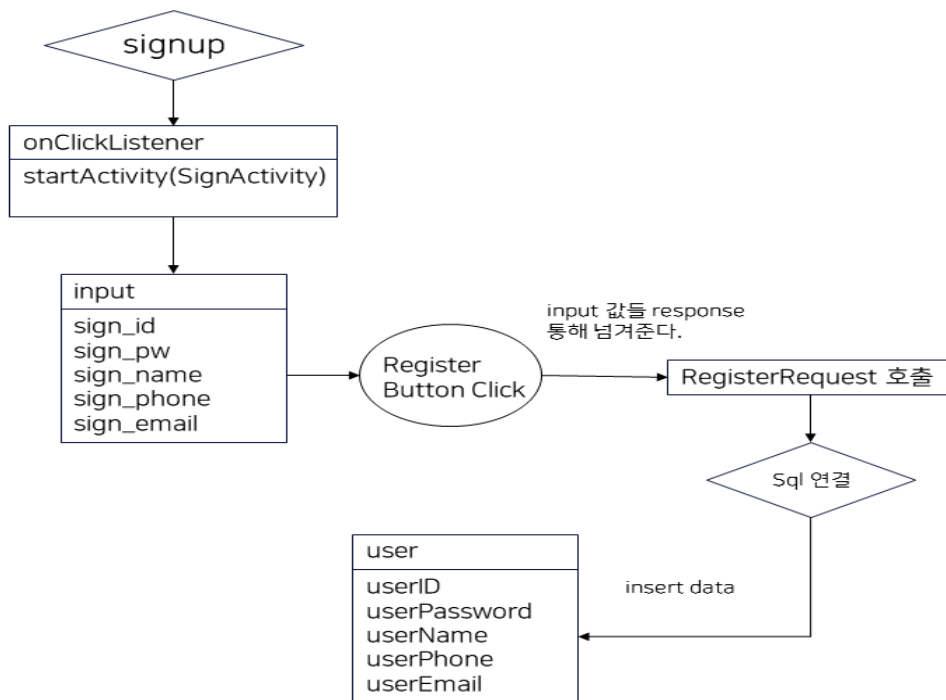 signup
onClickListener
startActivity(SignActivity)
input
sign_id
sign_pw
sign_name
sign_phone
sign_email
Register
Button Click
input 값들 response
통해 넘겨준다.
RegisterRequest 호출
Sql 연결
insert data
user
userID
userPassword
userName
userPhone
userEmail